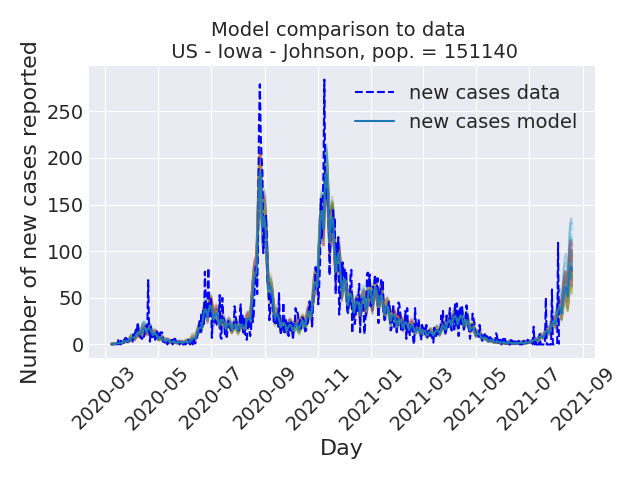 Model comparison to data
US - Iowa - Johnson, pop. = 151140
Number of new cases reported
250
200
150
100
50
0
new cases data
new cases model
2020-03
2020-05
2020-07
2020-09
2020-11
2021-01
2021-03
2021-05
2021-07
2021-09
Day